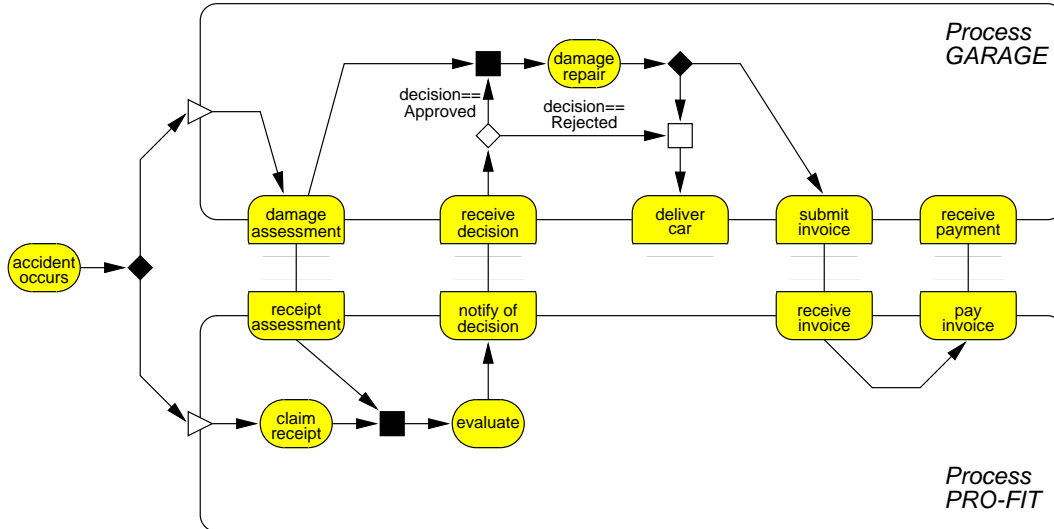 Process
GARAGE
damage
repair
decision==
Approved
decision==
Rejected
damage
assessment
receive
decision
deliver
car
submit
invoice
receive
payment
accident
occurs
receipt
assessment
notify of
decision
receive
invoice
pay
invoice
claim
receipt
evaluate
Process
PRO-FIT